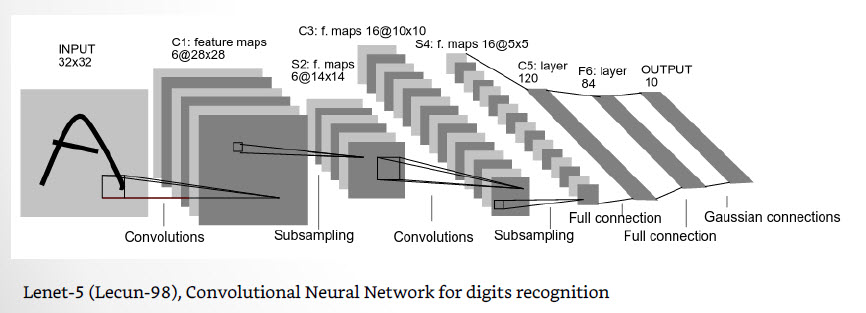 INPUT
32x32
C1: feature maps
6@28x28
S2: f. maps
6@14x14
C3: f. maps 16@10x10
S4: f. maps 16@5x5
C5: layer
120
F6: layer
84
OUTPUT
10
A
Convolutions
Subsampling
Convolutions
Subsampling
Full connection
Full connection
Gaussian connections
Lenet-5 (Lecun-98), Convolutional Neural Network for digits recognition